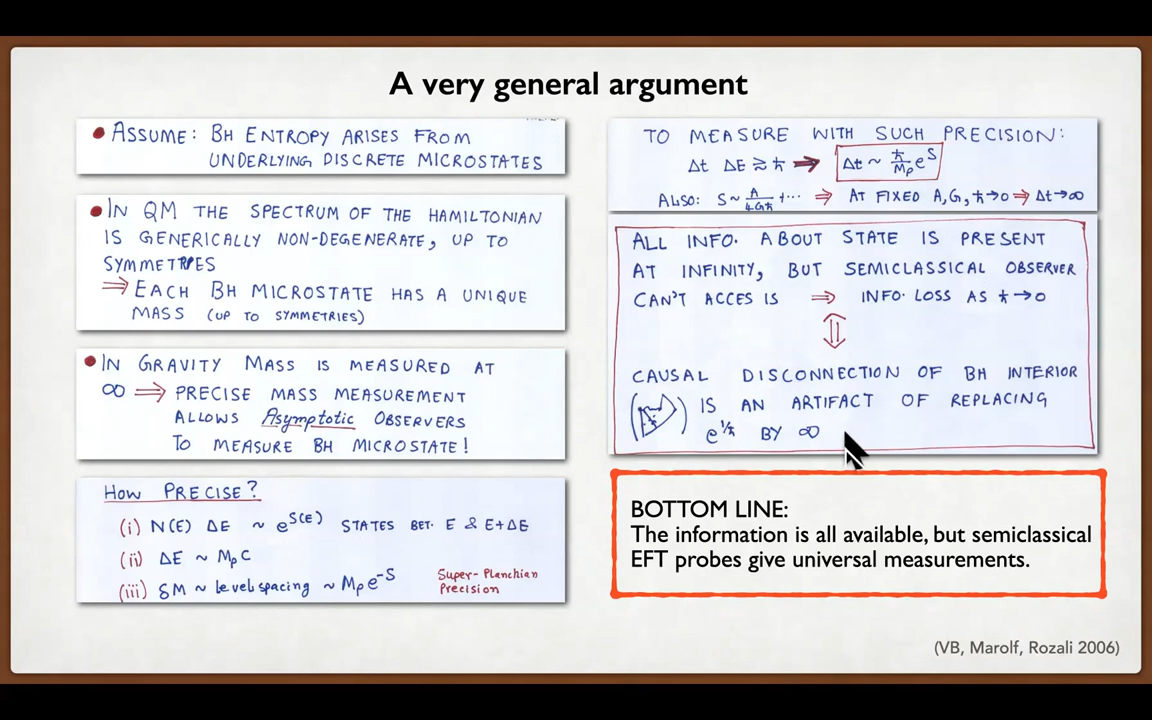 A very general argument
• ASSUME: BH ENTROPY ARISES FROM
UNDERLYING DISCRETE MICROSTATES
• IN QM THE SPECTRUM OF THE HAMILTONIAN
IS GENERICALLY NON-DEGENERATE, UP TO
SYMMETRIES
⇒ EACH BH MICROSTATE HAS A UNIQUE
MASS (UP TO SYMMETRIES)
• IN GRAVITY MASS IS MEASURED AT
∞ ⇒ PRECISE MASS MEASUREMENT
ALLOWS Asymptotic OBSERVERS
TO MEASURE BH MICROSTATE!
HOW PRECISE?
(i) N(E) ΔE ~ e^S(E) STATES BET. E & E+ΔE
(ii) ΔE ~ MpC
(iii) δM ~ level spacing ~ Mp e^-S
Super-Planckian
Precision
TO MEASURE WITH SUCH PRECISION:
Δt ΔE ≳ ħ ⇒ Δt ~ ħ/Mp e^S
ALSO: S ~ A/4Għ + ··· ⇒ AT FIXED A, G, ħ→0 ⇒ Δt→∞
ALL INFO. ABOUT STATE IS PRESENT
AT INFINITY, BUT SEMICLASSICAL OBSERVER
CAN'T ACCES IS ⇒ INFO. LOSS AS ħ→0
⇕
CAUSAL DISCONNECTION OF BH INTERIOR
( ) IS AN ARTIFACT OF REPLACING
e^1/ħ BY ∞
BOTTOM LINE:
The information is all available, but semiclassical
EFT probes give universal measurements.
(VB, Marolf, Rozali 2006)